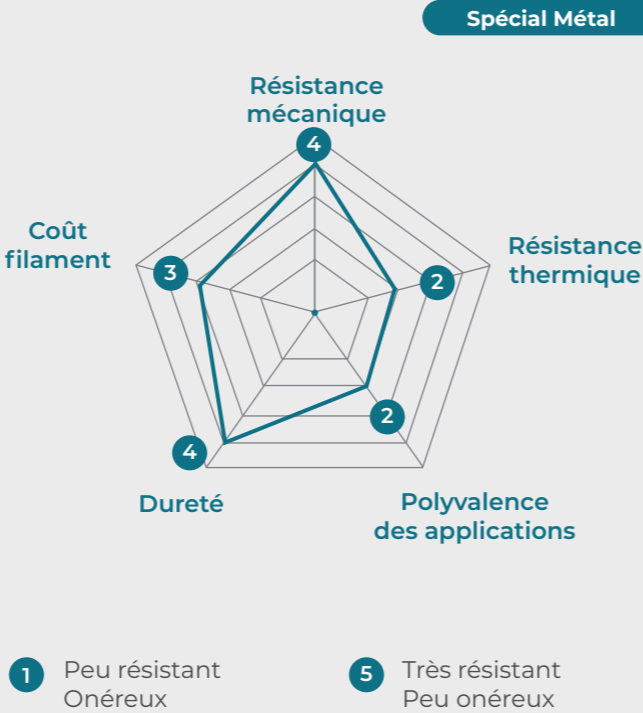 Spécial Métal
Résistance
mécanique
4
Coût
filament
3
Résistance
thermique
2
2
4
Dureté
Polyvalence
des applications
1 Peu résistant
Onéreux
5 Très résistant
Peu onéreux